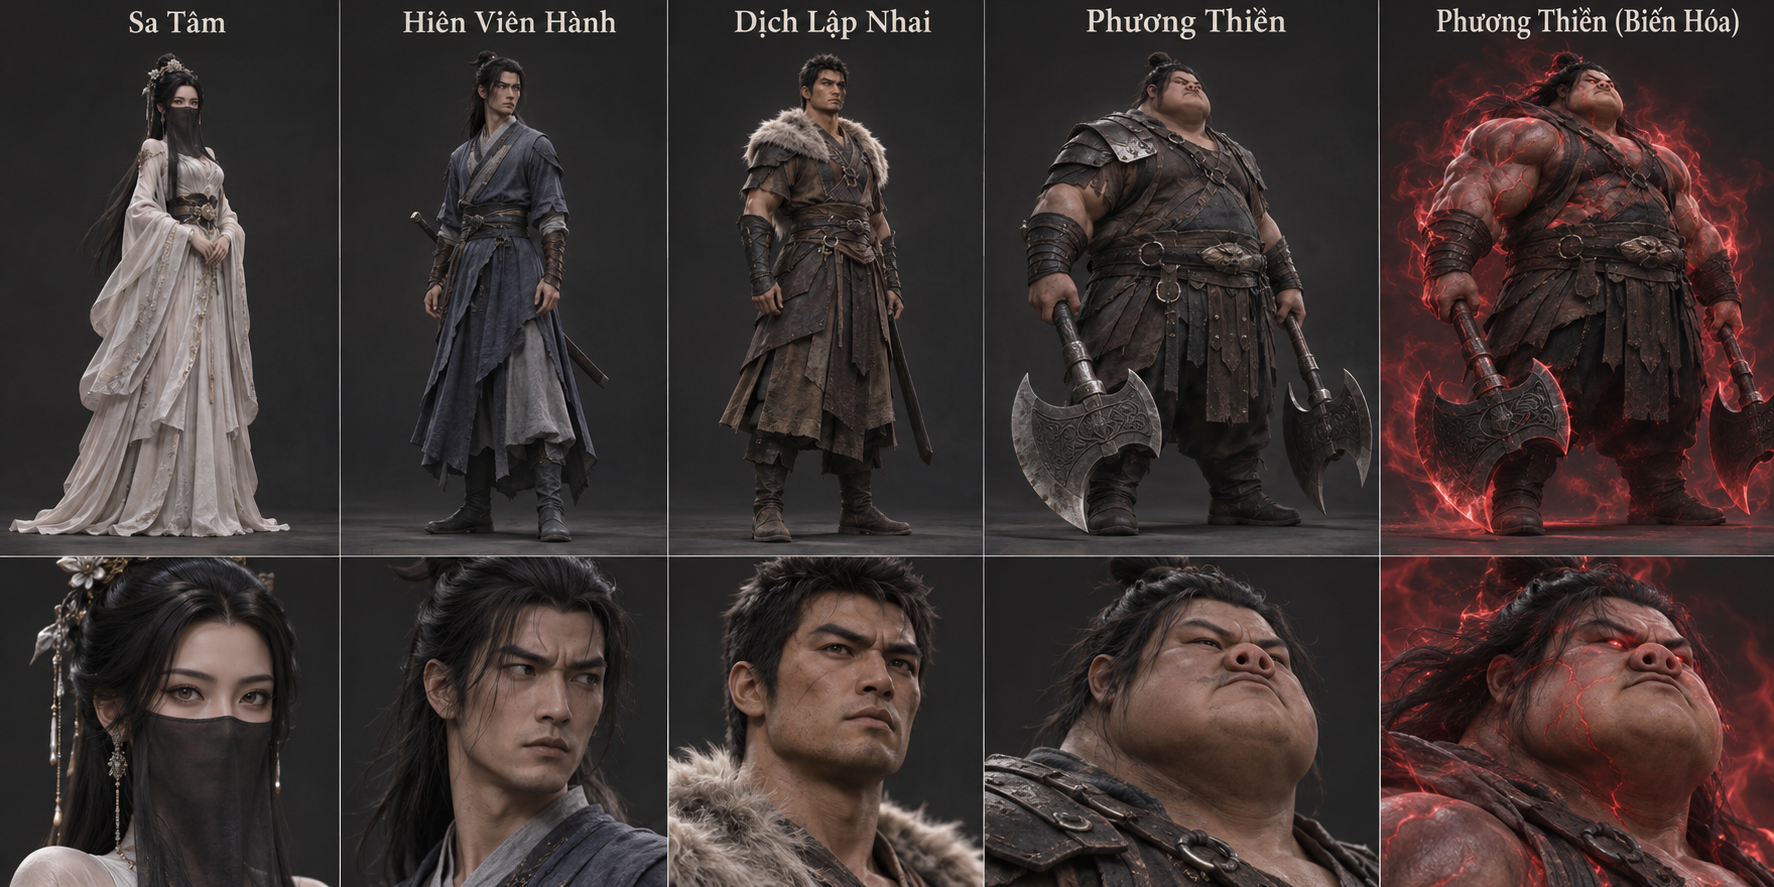 Sa Tâm
Hiên Viên Hành
Dịch Lập Nhai
Phương Thiền
Phương Thiền (Biến Hóa)